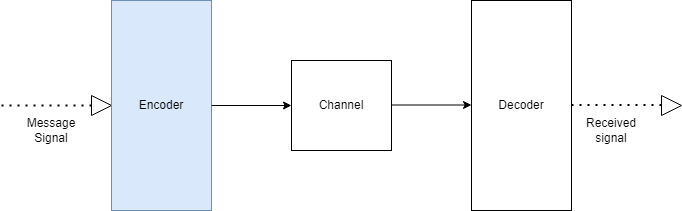 Encoder
Channel
Decoder
Message
Signal
Received
signal